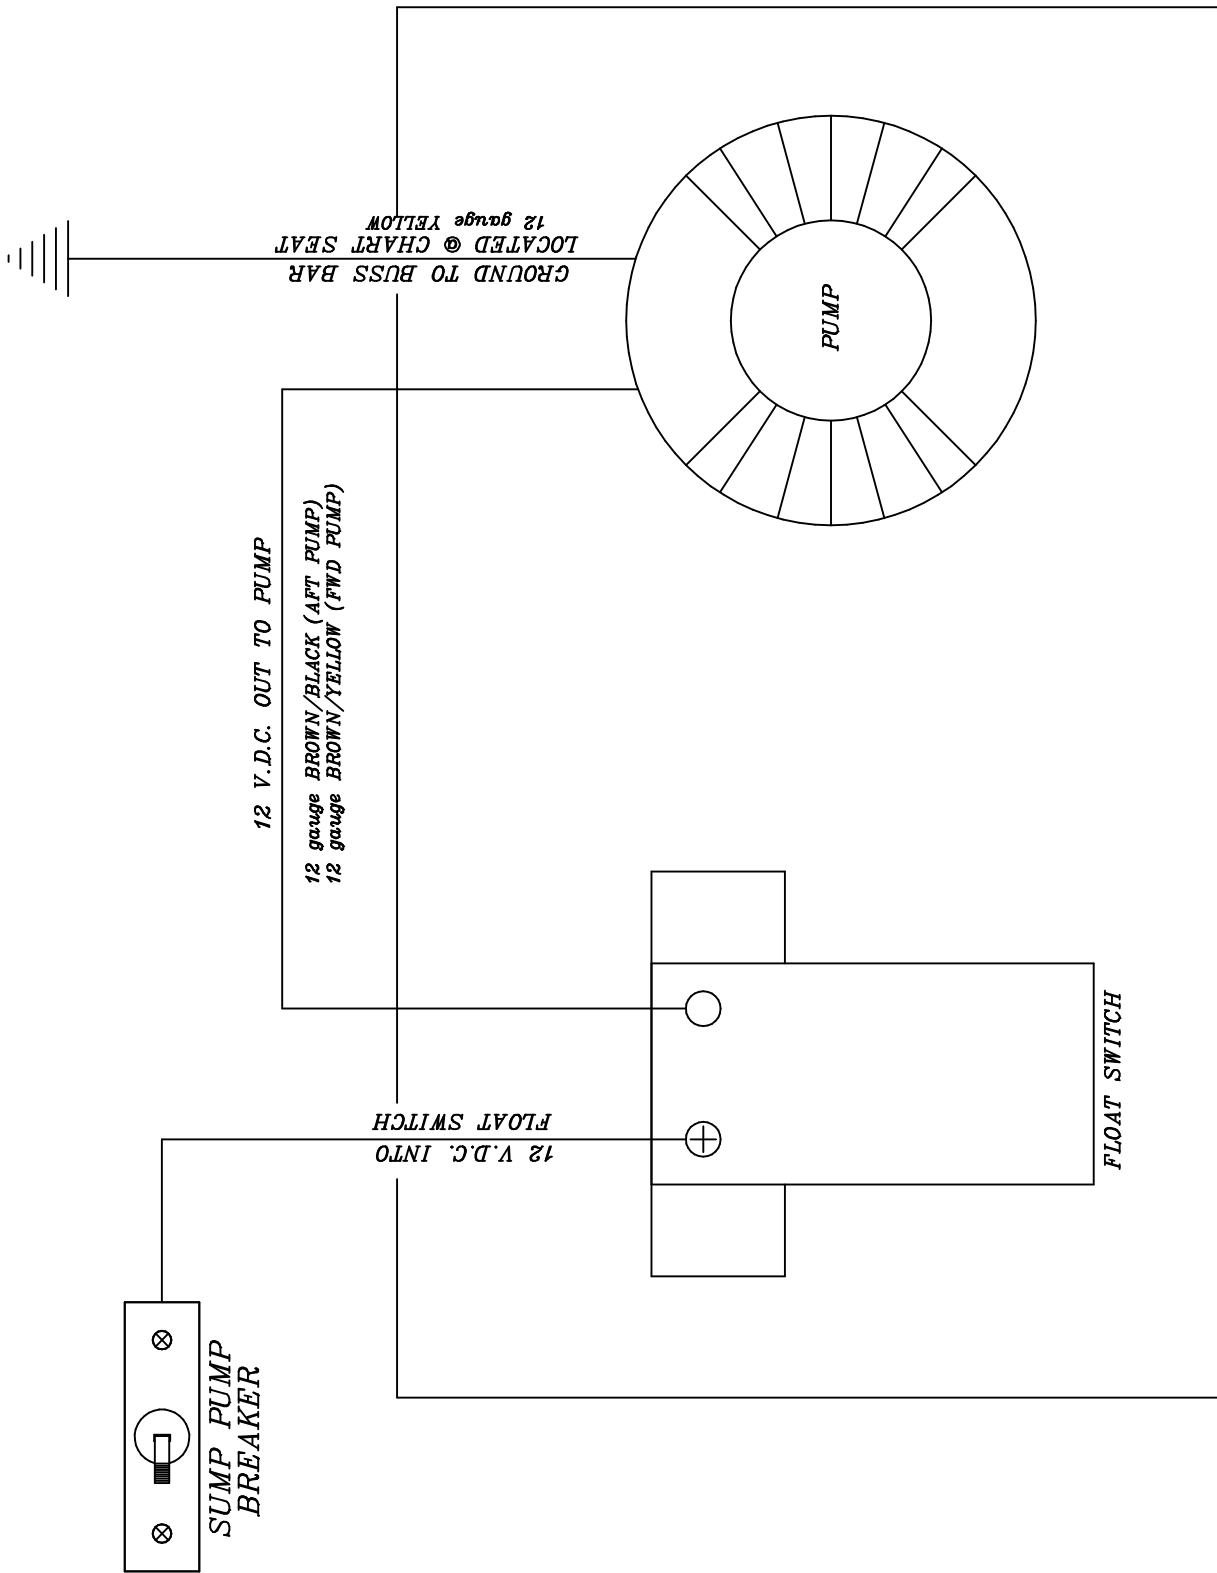 12 gauge YELLOW
LOCATED @ CHART SEAT
GROUND TO BUSS BAR
PUMP
12 V.D.C. OUT TO PUMP
12 gauge BROWN/BLACK (AFT PUMP)
12 gauge BROWN/YELLOW (FWD PUMP)
12 V.D.C. INTO
FLOAT SWITCH
FLOAT SWITCH
SUMP PUMP
BREAKER